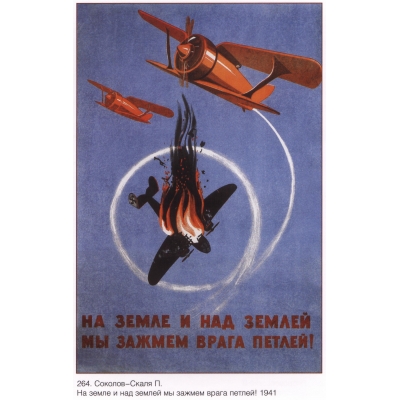 НА ЗЕМЛЕ И НАД ЗЕМЛЕЙ
МЫ ЗАЖМЕМ ВРАГА ПЕТЛЕЙ!
264. Соколов–Скаля П.
На земле и над землей мы зажмем врага петлей! 1941